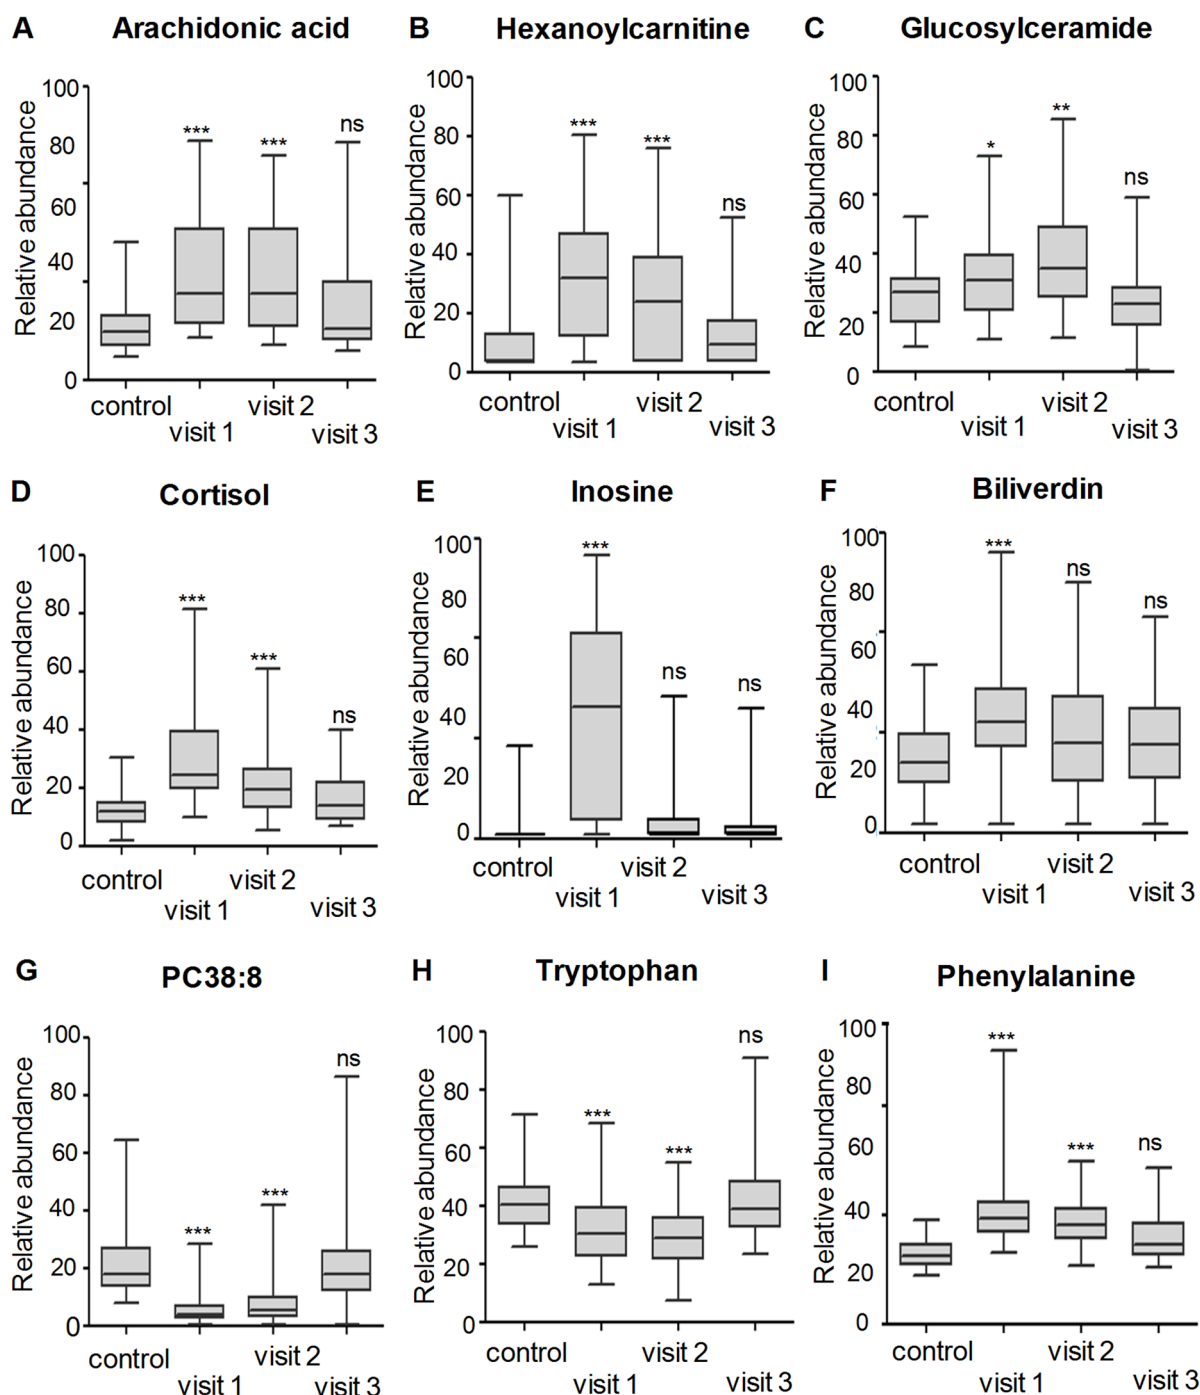 A Arachidonic acid
Relative abundance
100
80
60
40
20
0
***
***
ns
control
visit 1
visit 2
visit 3
B Hexanoylcarnitine
Relative abundance
100
80
60
40
20
0
***
***
ns
control
visit 1
visit 2
visit 3
C Glucosylceramide
Relative abundance
100
80
60
40
20
0
*
**
ns
control
visit 1
visit 2
visit 3
D Cortisol
Relative abundance
100
80
60
40
20
0
***
***
ns
control
visit 1
visit 2
visit 3
E Inosine
Relative abundance
100
80
60
40
20
0
***
ns
ns
control
visit 1
visit 2
visit 3
F Biliverdin
Relative abundance
100
80
60
40
20
0
***
ns
ns
control
visit 1
visit 2
visit 3
G PC38:8
Relative abundance
100
80
60
40
20
0
***
***
ns
control
visit 1
visit 2
visit 3
H Tryptophan
Relative abundance
100
80
60
40
20
0
***
***
ns
control
visit 1
visit 2
visit 3
I Phenylalanine
Relative abundance
100
80
40
20
0
***
***
ns
control
visit 1
visit 2
visit 3